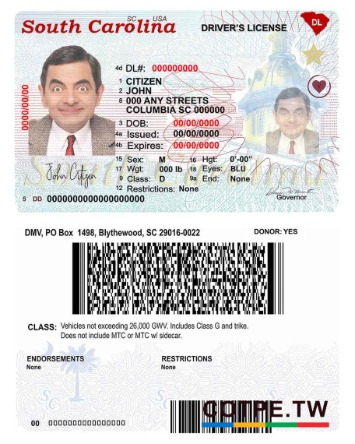 SC USA
South Carolina DRIVER'S LICENSE DL
4d DL#: 000000000
1 CITIZEN
2 JOHN
8 000 ANY STREETS
COLUMBIA SC 000000
3 DOB: 00/00/0000
4a Issued: 00/00/0000
4b Expires: 00/00/0000
15 Sex: M 16 Hgt: 0'-00"
17 Wgt: 000 lb 18 Eyes: BLU
9 Class: D 9a End: None
12 Restrictions: None
00/00/00
John Citizen
Governor
5 DD 0000000000000000000
DMV, PO Box 1498, Blythewood, SC 29016-0022 DONOR: YES
CLASS: Vehicles not exceeding 26,000 GWV. Includes Class G and trike.
Does not include MTC or MTC w/ sidecar.
ENDORSEMENTS RESTRICTIONS
None None
SC
00 0000000000000000
COTPE.TW